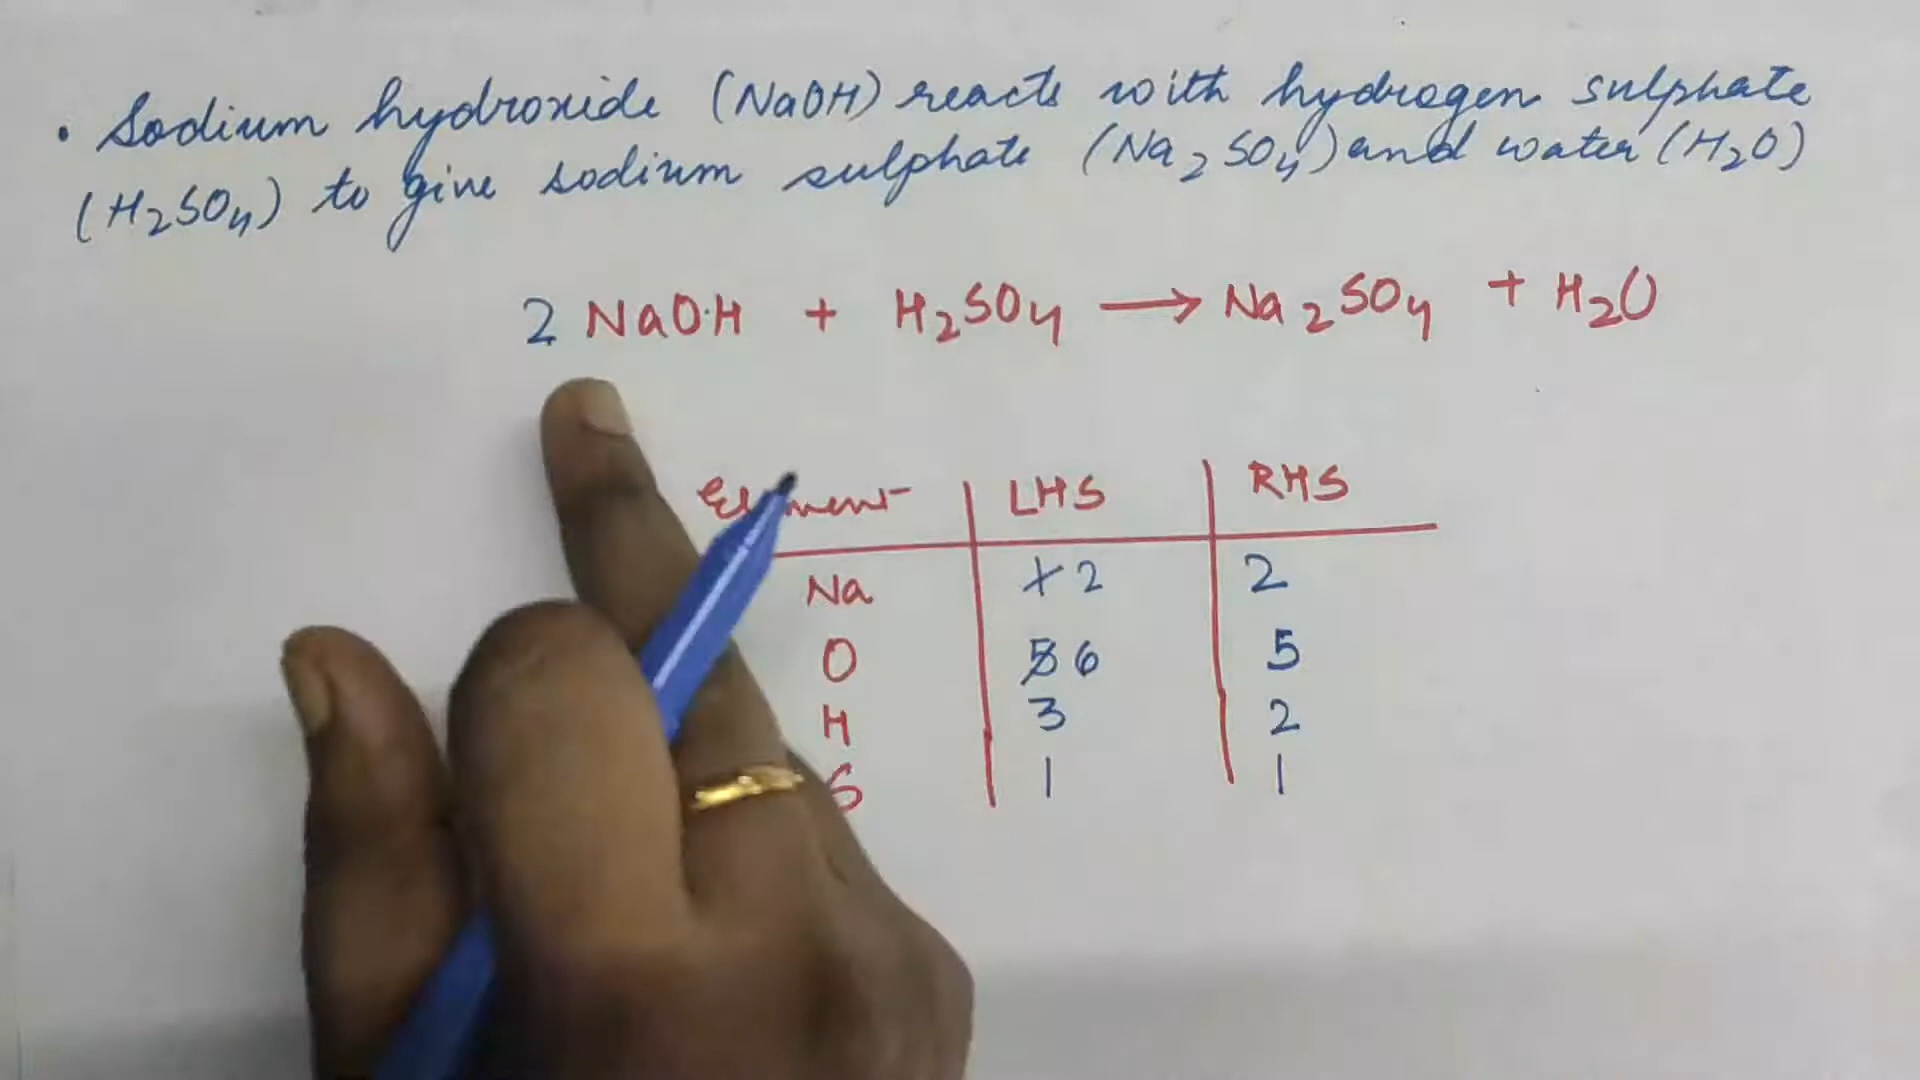 • Sodium hydroxide (NaOH) reacts with hydrogen sulphate
(H₂SO₄) to give sodium sulphate (Na₂SO₄) and water (H₂O)
2 NaOH + H₂SO₄ → Na₂SO₄ + H₂O
LHS RHS
Na 1 2 2
O 5 6 5
H 3 2
S 1 1